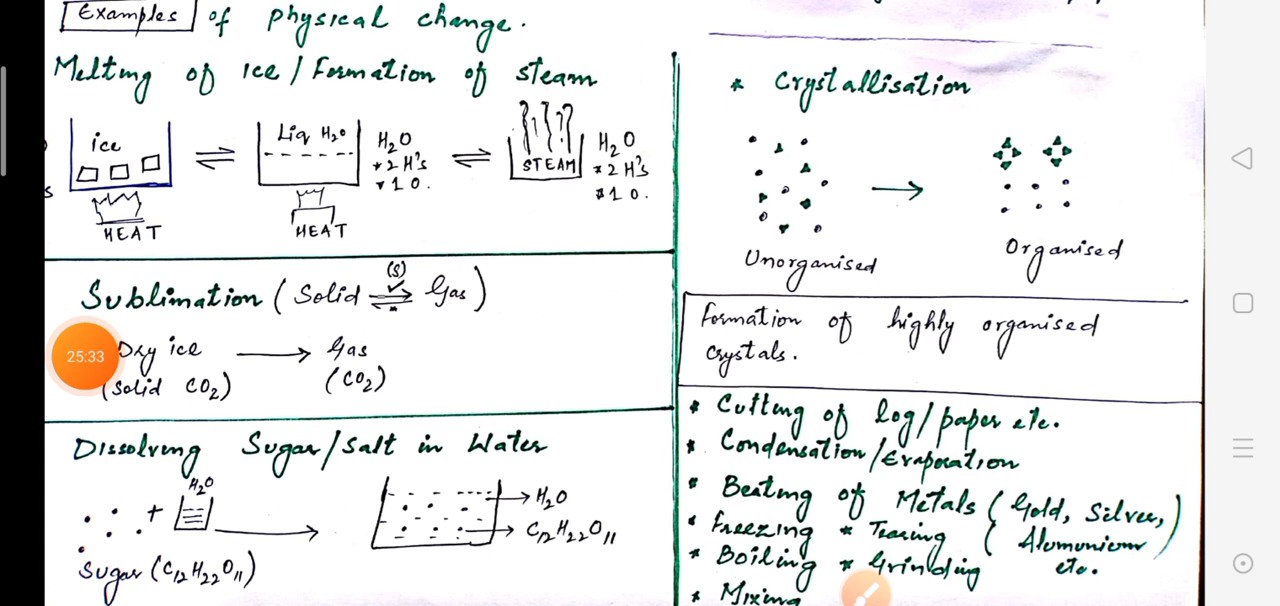 Examples of physical change.
Melting of ice/Formation of steam
ice
HEAT
Liq H₂O
HEAT
H₂O
*2 H's
*1 O.
STEAM
H₂O
*2 H's
*1 O.
Sublimation (Solid ⇌ Gas)
(S)
25:33
Dry ice → Gas
(Solid CO₂) (CO₂)
Dissolving Sugar/Salt in Water
H₂O
+
→ H₂O
→ C₁₂H₂₂O₁₁
Sugar (C₁₂H₂₂O₁₁)
* Crystallisation
Unorganised → Organised
Formation of highly organised
crystals.
* Cutting of log/paper etc.
* Condensation/Evaporation
* Beating of Metals (Gold, Silver,
Alumunium
etc.)
* Freezing * Tearing
* Boiling * Grinding
* Mixing